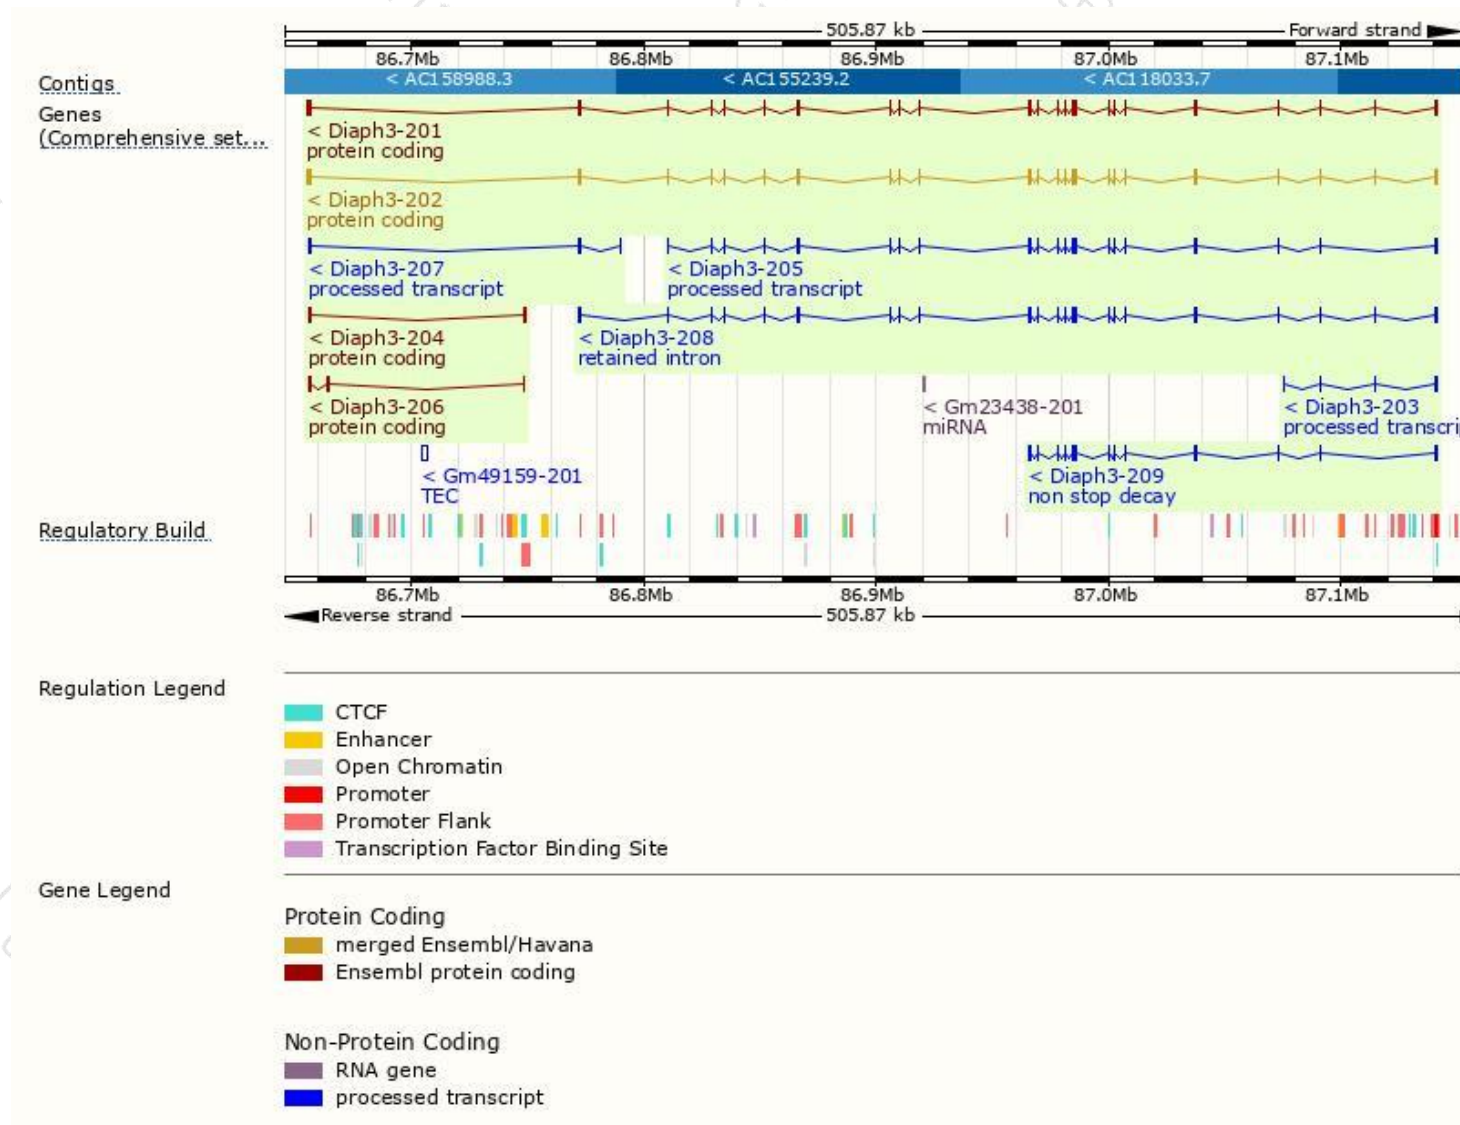 505.87 kb Forward strand
86.7Mb 86.8Mb 86.9Mb 87.0Mb 87.1Mb
Contigs < AC158988.3 < AC155239.2 < AC118033.7
Genes
(Comprehensive set...
< Diaph3-201
protein coding
< Diaph3-202
protein coding
< Diaph3-207 < Diaph3-205
processed transcript processed transcript
< Diaph3-204 < Diaph3-208
protein coding retained intron
< Diaph3-206 < Gm23438-201 < Diaph3-203
protein coding miRNA processed transcri
< Gm49159-201 < Diaph3-209
TEC non stop decay
Regulatory Build
86.7Mb 86.8Mb 86.9Mb 87.0Mb 87.1Mb
Reverse strand 505.87 kb
Regulation Legend
CTCF
Enhancer
Open Chromatin
Promoter
Promoter Flank
Transcription Factor Binding Site
Gene Legend
Protein Coding
merged Ensembl/Havana
Ensembl protein coding
Non-Protein Coding
RNA gene
processed transcript